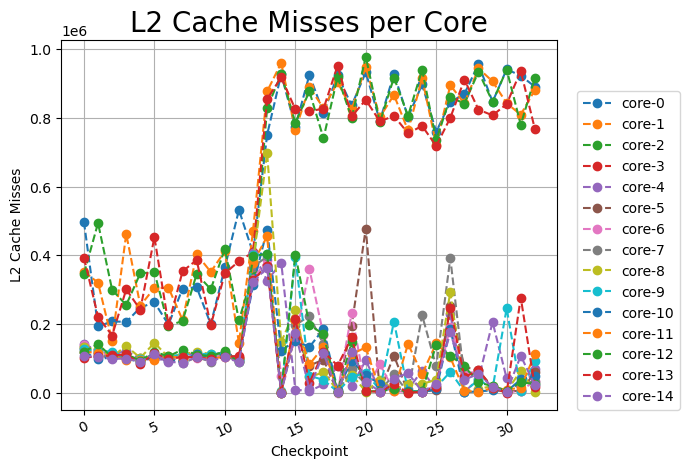 L2 Cache Misses per Core
1e6
1.0
0.8
0.6
0.4
0.2
0.0
L2 Cache Misses
0
5
10
15
20
25
30
Checkpoint
core-0
core-1
core-2
core-3
core-4
core-5
core-6
core-7
core-8
core-9
core-10
core-11
core-12
core-13
core-14